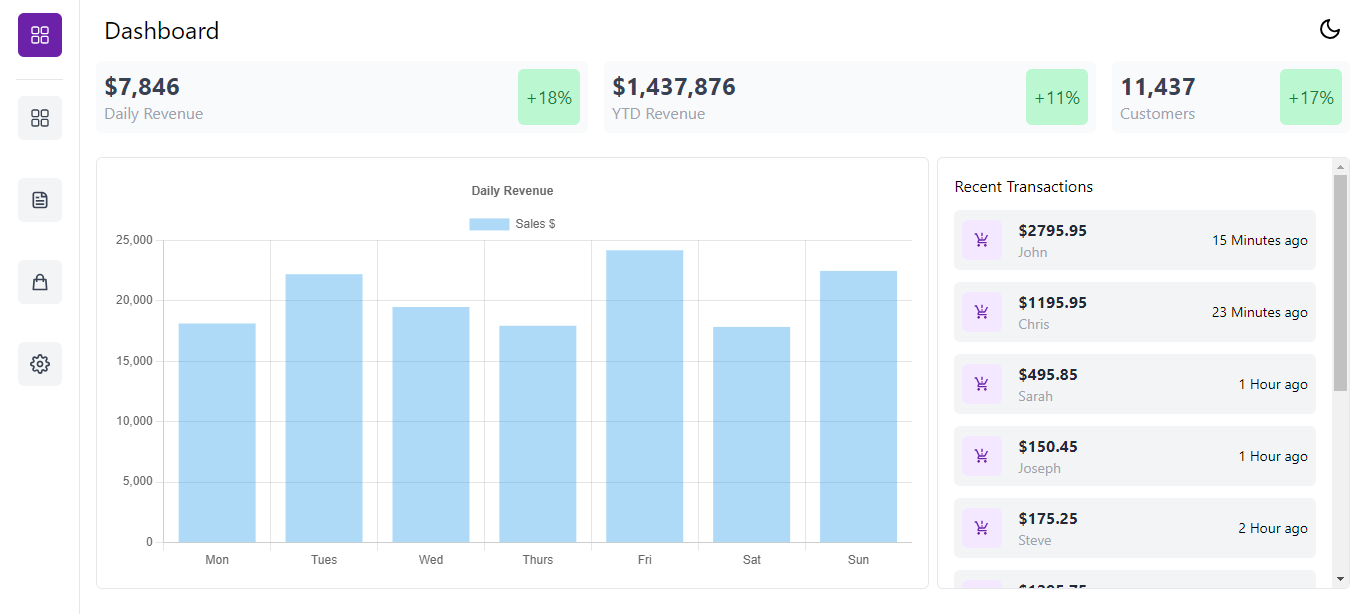 Dashboard
$7,846
Daily Revenue
+18%
$1,437,876
YTD Revenue
+11%
11,437
Customers
+17%
Daily Revenue
Sales $
25,000
20,000
15,000
10,000
5,000
0
Mon Tues Wed Thurs Fri Sat Sun
Recent Transactions
$2795.95
John
15 Minutes ago
$1195.95
Chris
23 Minutes ago
$495.85
Sarah
1 Hour ago
$150.45
Joseph
1 Hour ago
$175.25
Steve
2 Hour ago